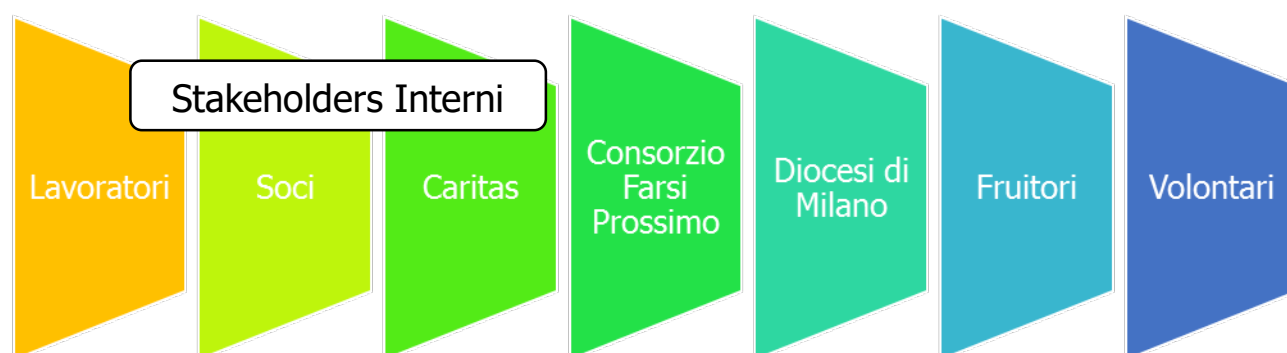 Stakeholders Interni
Lavoratori
Soci
Caritas
Consorzio
Farsi
Prossimo
Diocesi di
Milano
Fruitori
Volontari